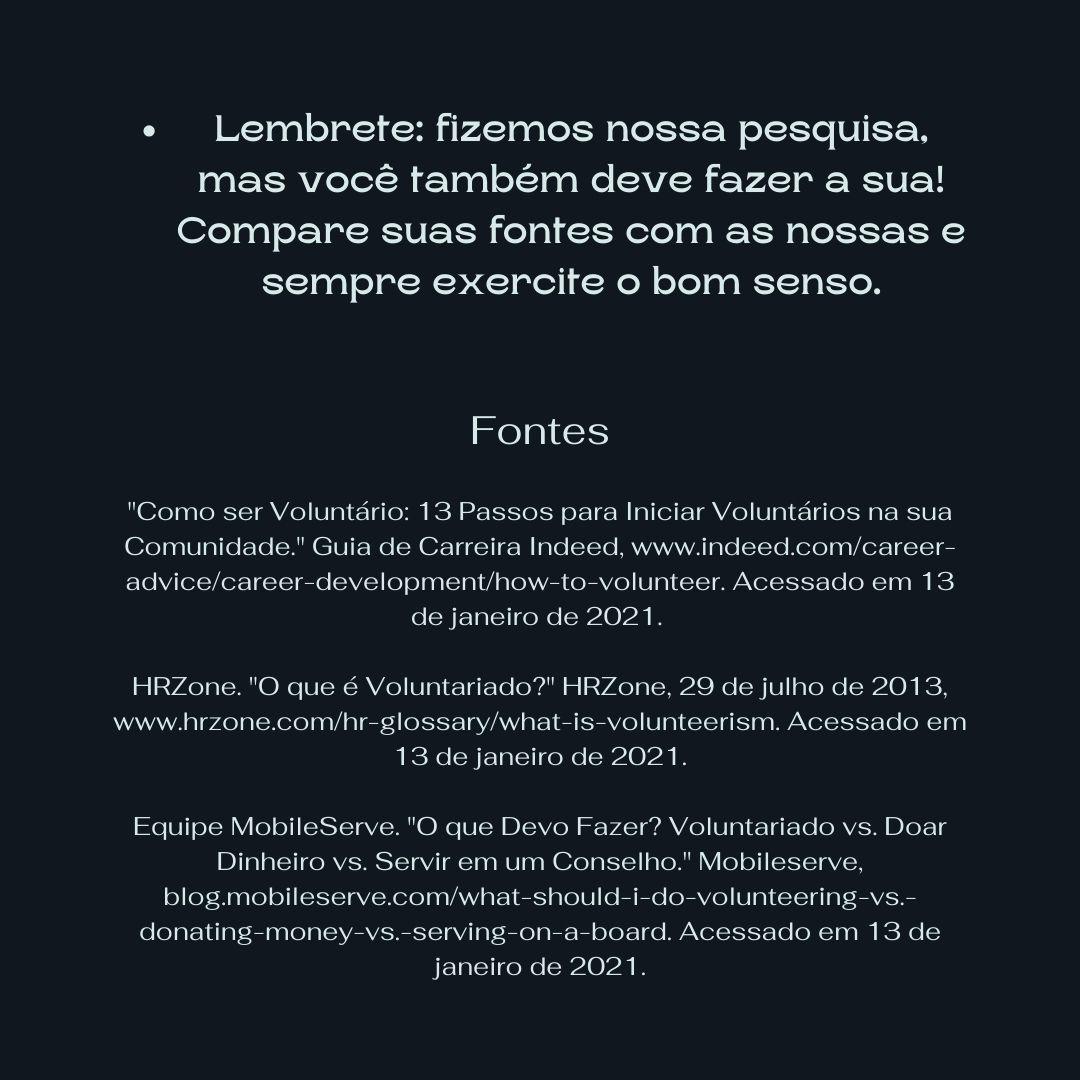 • Lembrete: fizemos nossa pesquisa,
mas você também deve fazer a sua!
Compare suas fontes com as nossas e
sempre exercite o bom senso.
Fontes
"Como ser Voluntário: 13 Passos para Iniciar Voluntários na sua
Comunidade." Guia de Carreira Indeed, www.indeed.com/career-
advice/career-development/how-to-volunteer. Acessado em 13
de janeiro de 2021.
HRZone. "O que é Voluntariado?" HRZone, 29 de julho de 2013,
www.hrzone.com/hr-glossary/what-is-volunteerism. Acessado em
13 de janeiro de 2021.
Equipe MobileServe. "O que Devo Fazer? Voluntariado vs. Doar
Dinheiro vs. Servir em um Conselho." Mobileserve,
blog.mobileserve.com/what-should-i-do-volunteering-vs.-
donating-money-vs.-serving-on-a-board. Acessado em 13 de
janeiro de 2021.